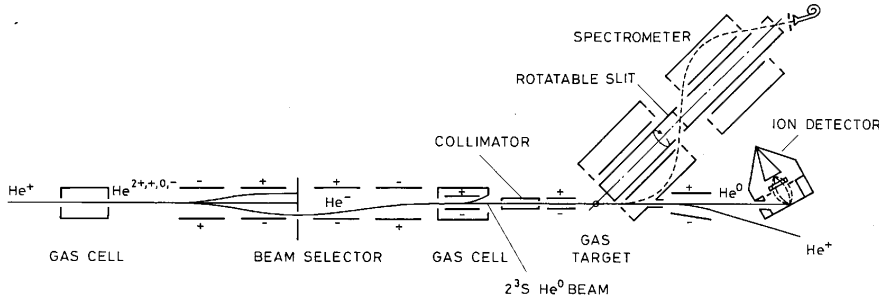 SPECTROMETER
ROTATABLE SLIT
ION DETECTOR
COLLIMATOR
He⁺
He²⁺,⁺,⁰,⁻
- + + -
He⁻
+
+
+
He⁰
+ - - +
-
-
-
He⁺
GAS CELL
BEAM SELECTOR
GAS CELL
GAS
TARGET
2³S He⁰ BEAM